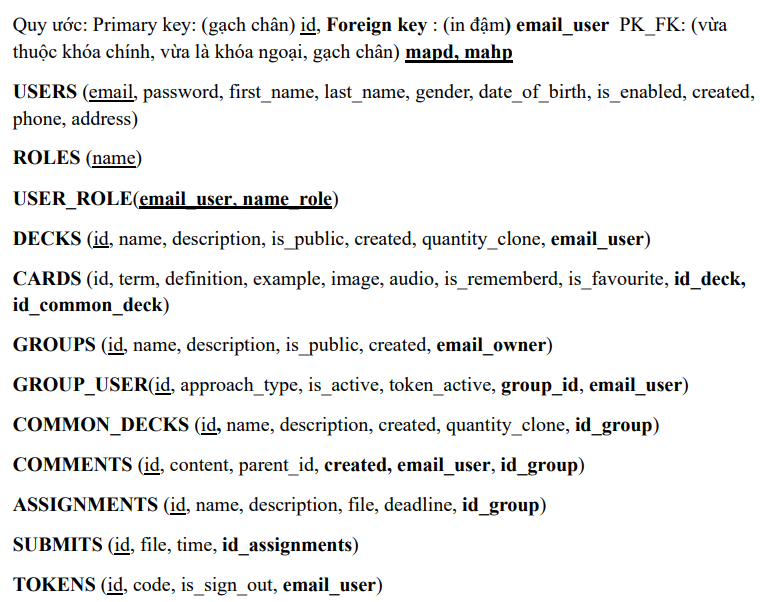 Quy ước: Primary key: (gạch chân) id, Foreign key : (in đậm) email_user PK_FK: (vừa
thuộc khóa chính, vừa là khóa ngoại, gạch chân) mapd, mahp
USERS (email, password, first_name, last_name, gender, date_of_birth, is_enabled, created,
phone, address)
ROLES (name)
USER_ROLE(email_user, name_role)
DECKS (id, name, description, is_public, created, quantity_clone, email_user)
CARDS (id, term, definition, example, image, audio, is_rememberd, is_favourite, id_deck,
id_common_deck)
GROUPS (id, name, description, is_public, created, email_owner)
GROUP_USER(id, approach_type, is_active, token_active, group_id, email_user)
COMMON_DECKS (id, name, description, created, quantity_clone, id_group)
COMMENTS (id, content, parent_id, created, email_user, id_group)
ASSIGNMENTS (id, name, description, file, deadline, id_group)
SUBMITS (id, file, time, id_assignments)
TOKENS (id, code, is_sign_out, email_user)